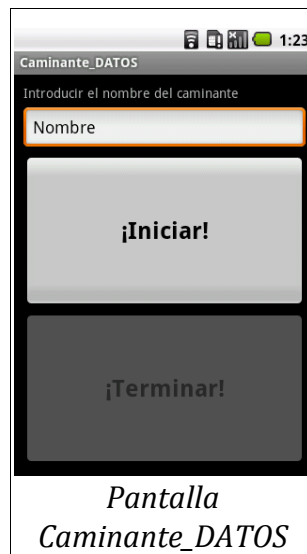 1:23
Caminante_DATOS
Introducir el nombre del caminante
Nombre
¡Iniciar!
¡Terminar!
Pantalla
Caminante_DATOS